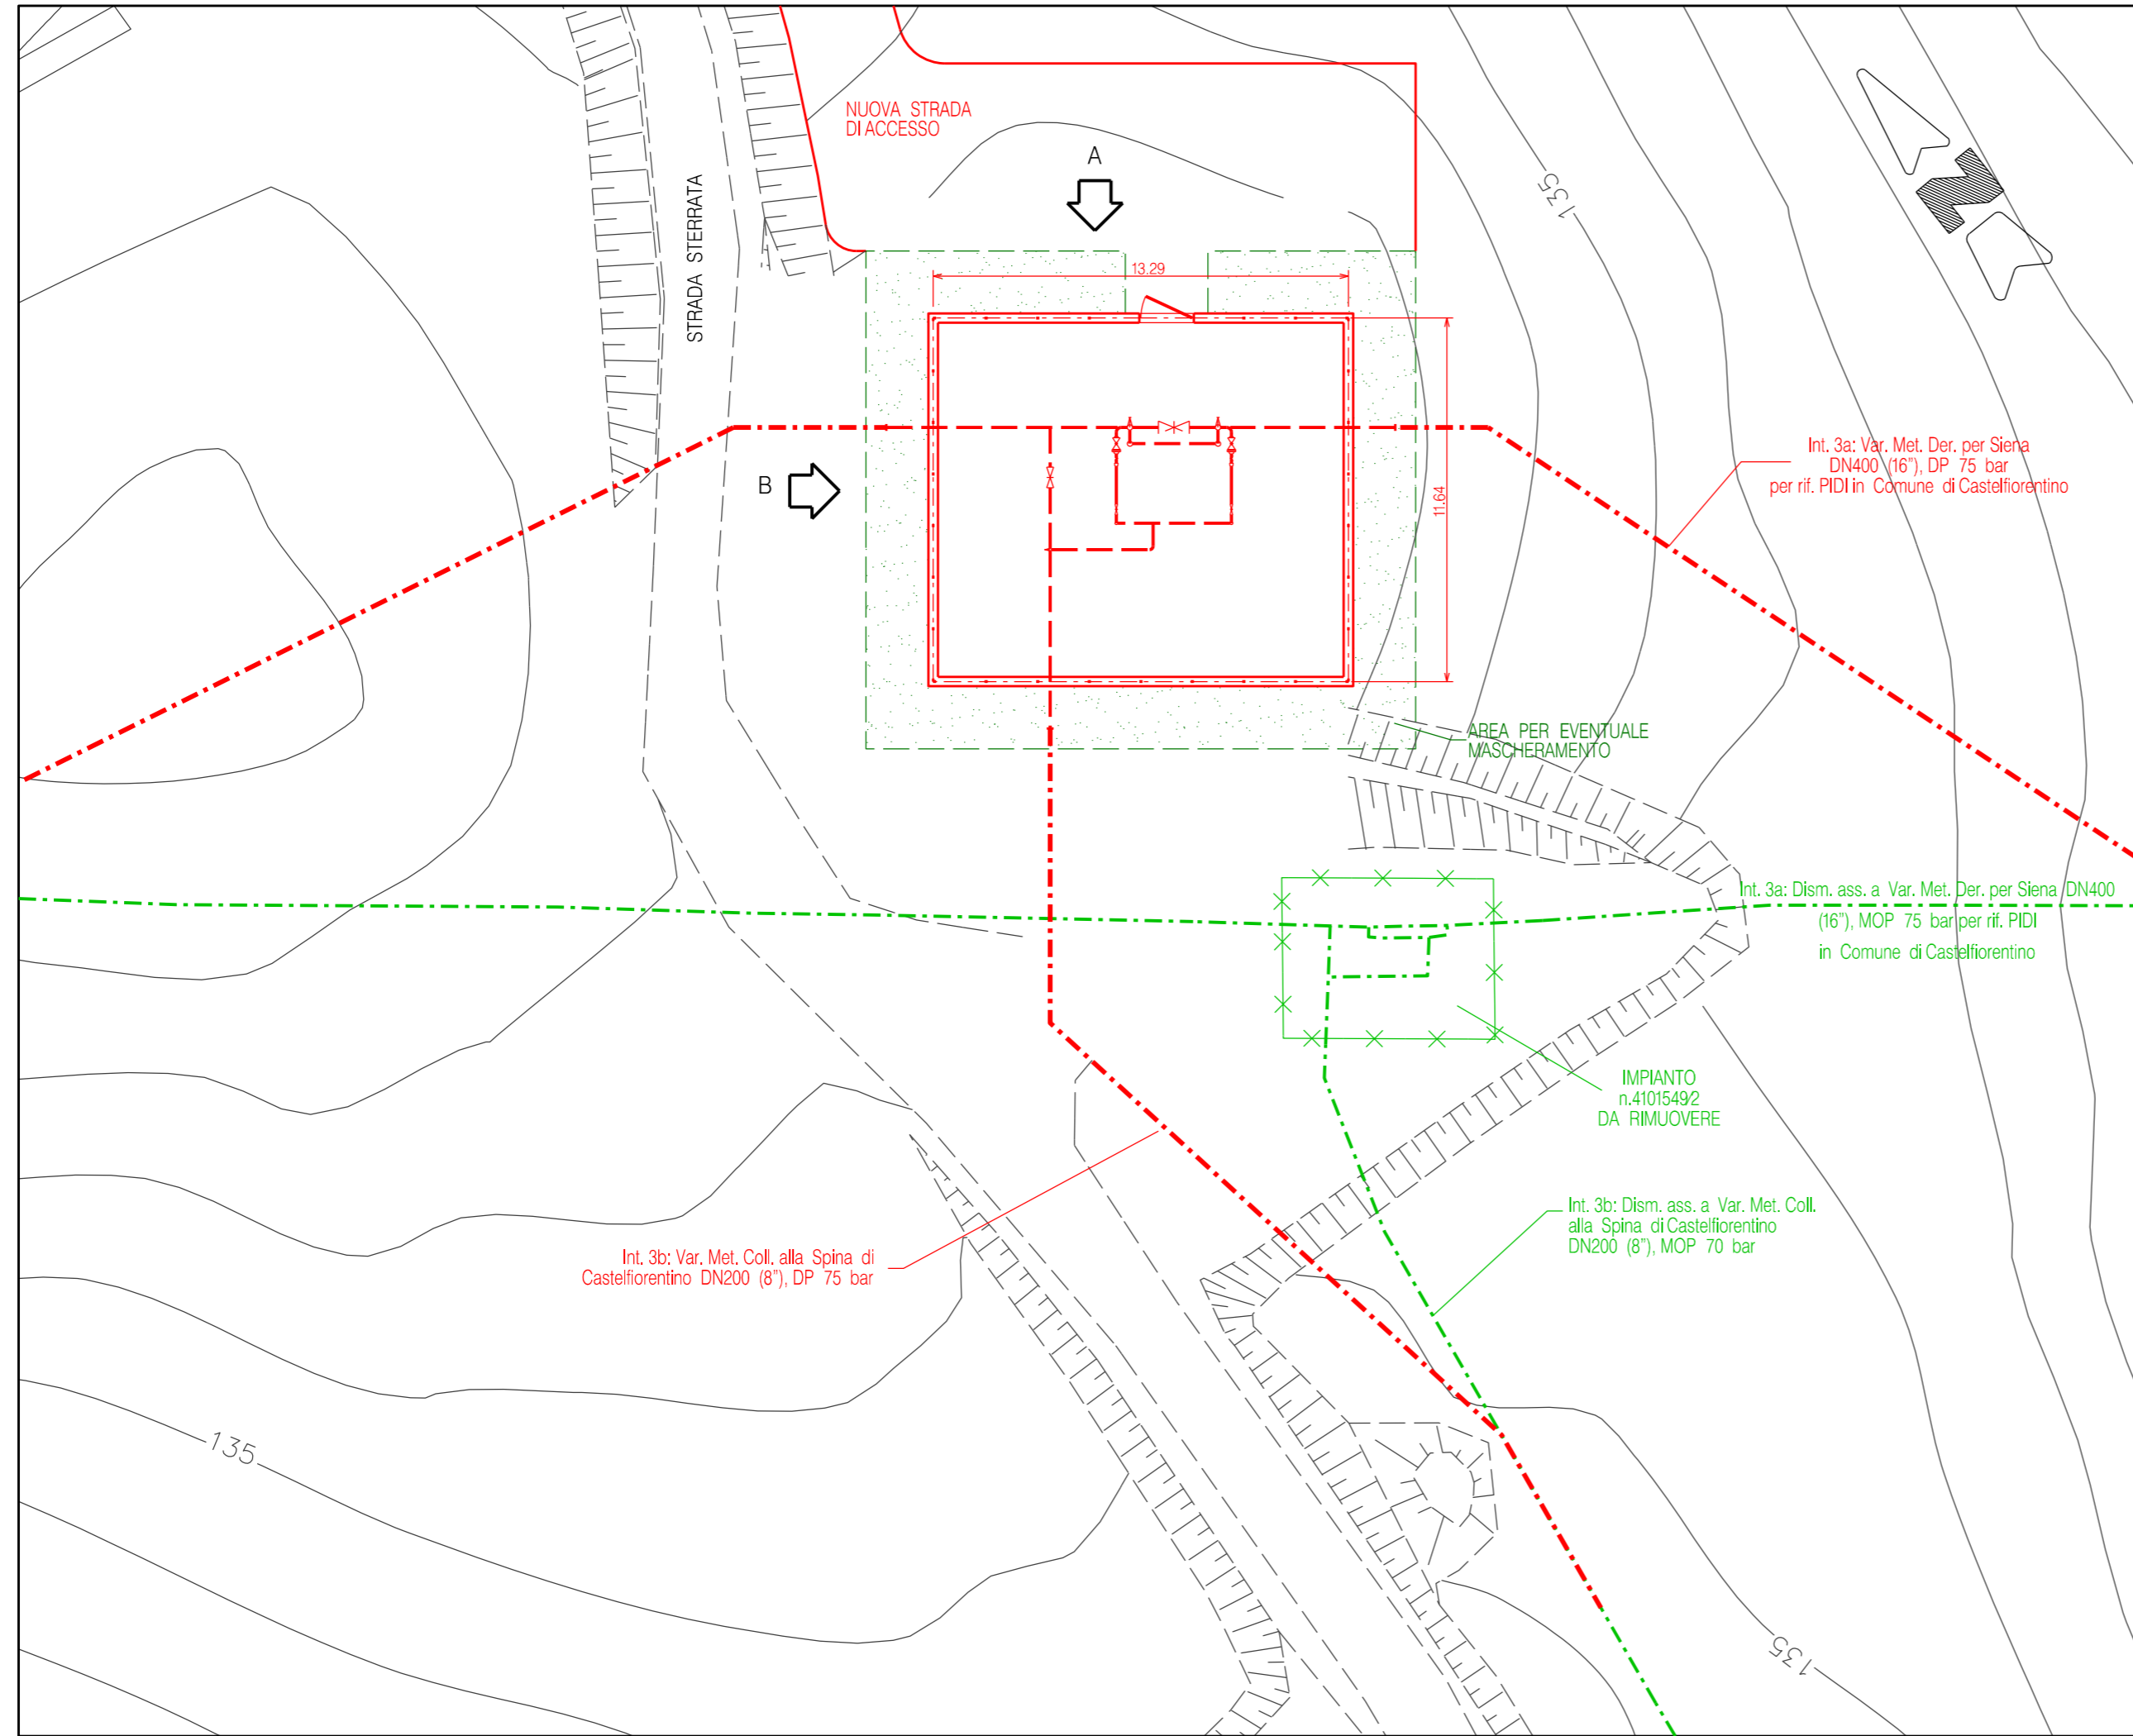 NUOVA STRADA
DI ACCESSO
A
STRADA STERRATA
135
N
13.29
B
11.64
Int. 3a: Var. Met. Der. per Siena
DN400 (16"), DP 75 bar
per rif. PIDI in Comune di Castelfiorentino
AREA PER EVENTUALE
MASCHERAMENTO
Int. 3a: Dism. ass. a Var. Met. Der. per Siena DN400
(16"), MOP 75 bar per rif. PIDI
in Comune di Castelfiorentino
IMPIANTO
n.4101549/2
DA RIMUOVERE
Int. 3b: Dism. ass. a Var. Met. Coll.
alla Spina di Castelfiorentino
DN200 (8"), MOP 70 bar
Int. 3b: Var. Met. Coll. alla Spina di
Castelfiorentino DN200 (8"), DP 75 bar
135
135